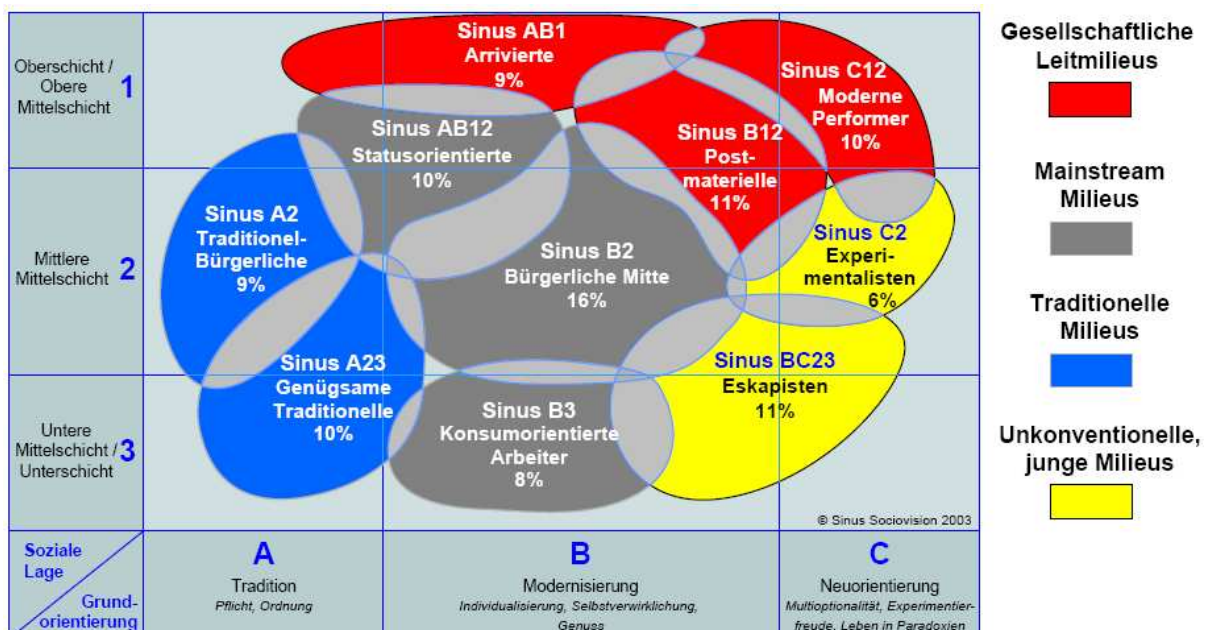 Oberschicht /
Obere
Mittelschicht
1
Mittlere
Mittelschicht
2
Untere
Mittelschicht /
Unterschicht
3
Sinus AB1
Arrivierte
9%
Sinus C12
Moderne
Performer
10%
Sinus AB12
Statusorientierte
10%
Sinus B12
Post-
materielle
11%
Sinus A2
Traditionel-
Bürgerliche
9%
Sinus B2
Bürgerliche Mitte
16%
Sinus C2
Experi-
mentalisten
6%
Sinus A23
Genügsame
Traditionelle
10%
Sinus B3
Konsumorientierte
Arbeiter
8%
Sinus BC23
Eskapisten
11%
© Sinus Sociovision 2003
Soziale
Lage
Grund-
orientierung
A
Tradition
Pflicht, Ordnung
B
Modernisierung
Individualisierung, Selbstverwirklichung,
Genuss
C
Neuorientierung
Multioptionalität, Experimentier-
freude, Leben in Paradoxien
Gesellschaftliche
Leitmilieus
Mainstream
Milieus
Traditionelle
Milieus
Unkonventionelle,
junge Milieus